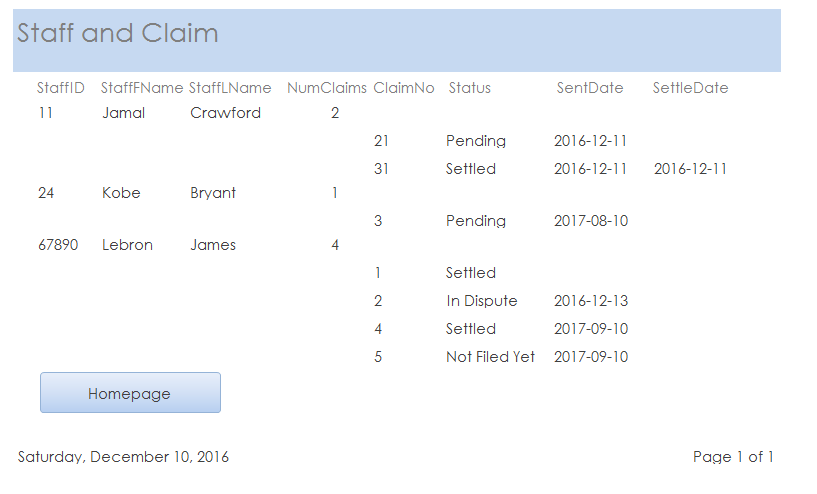 Staff and Claim
StaffID StaffFName StaffLName NumClaims ClaimNo Status SentDate SettleDate
11 Jamal Crawford 2
21 Pending 2016-12-11
31 Settled 2016-12-11 2016-12-11
24 Kobe Bryant 1
3 Pending 2017-08-10
67890 Lebron James 4
1 Settled
2 In Dispute 2016-12-13
4 Settled 2017-09-10
5 Not Filed Yet 2017-09-10
Homepage
Saturday, December 10, 2016 Page 1 of 1